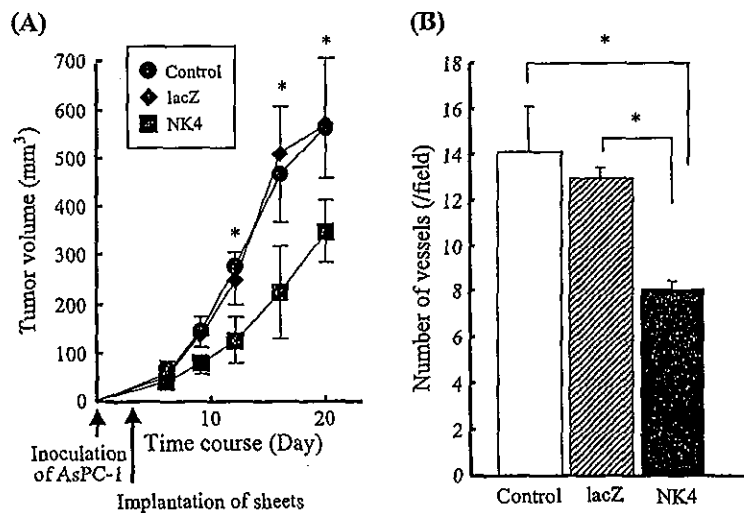 (A)
Control
lacZ
NK4
Tumor volume (mm³)
700
600
500
400
300
200
100
0
* * *
10
20
Time course (Day)
Inoculation
of AsPC-1
Implantation of sheets
(B)
Number of vessels (/field)
18
16
14
12
10
8
6
4
2
0
*
*
Control lacZ NK4